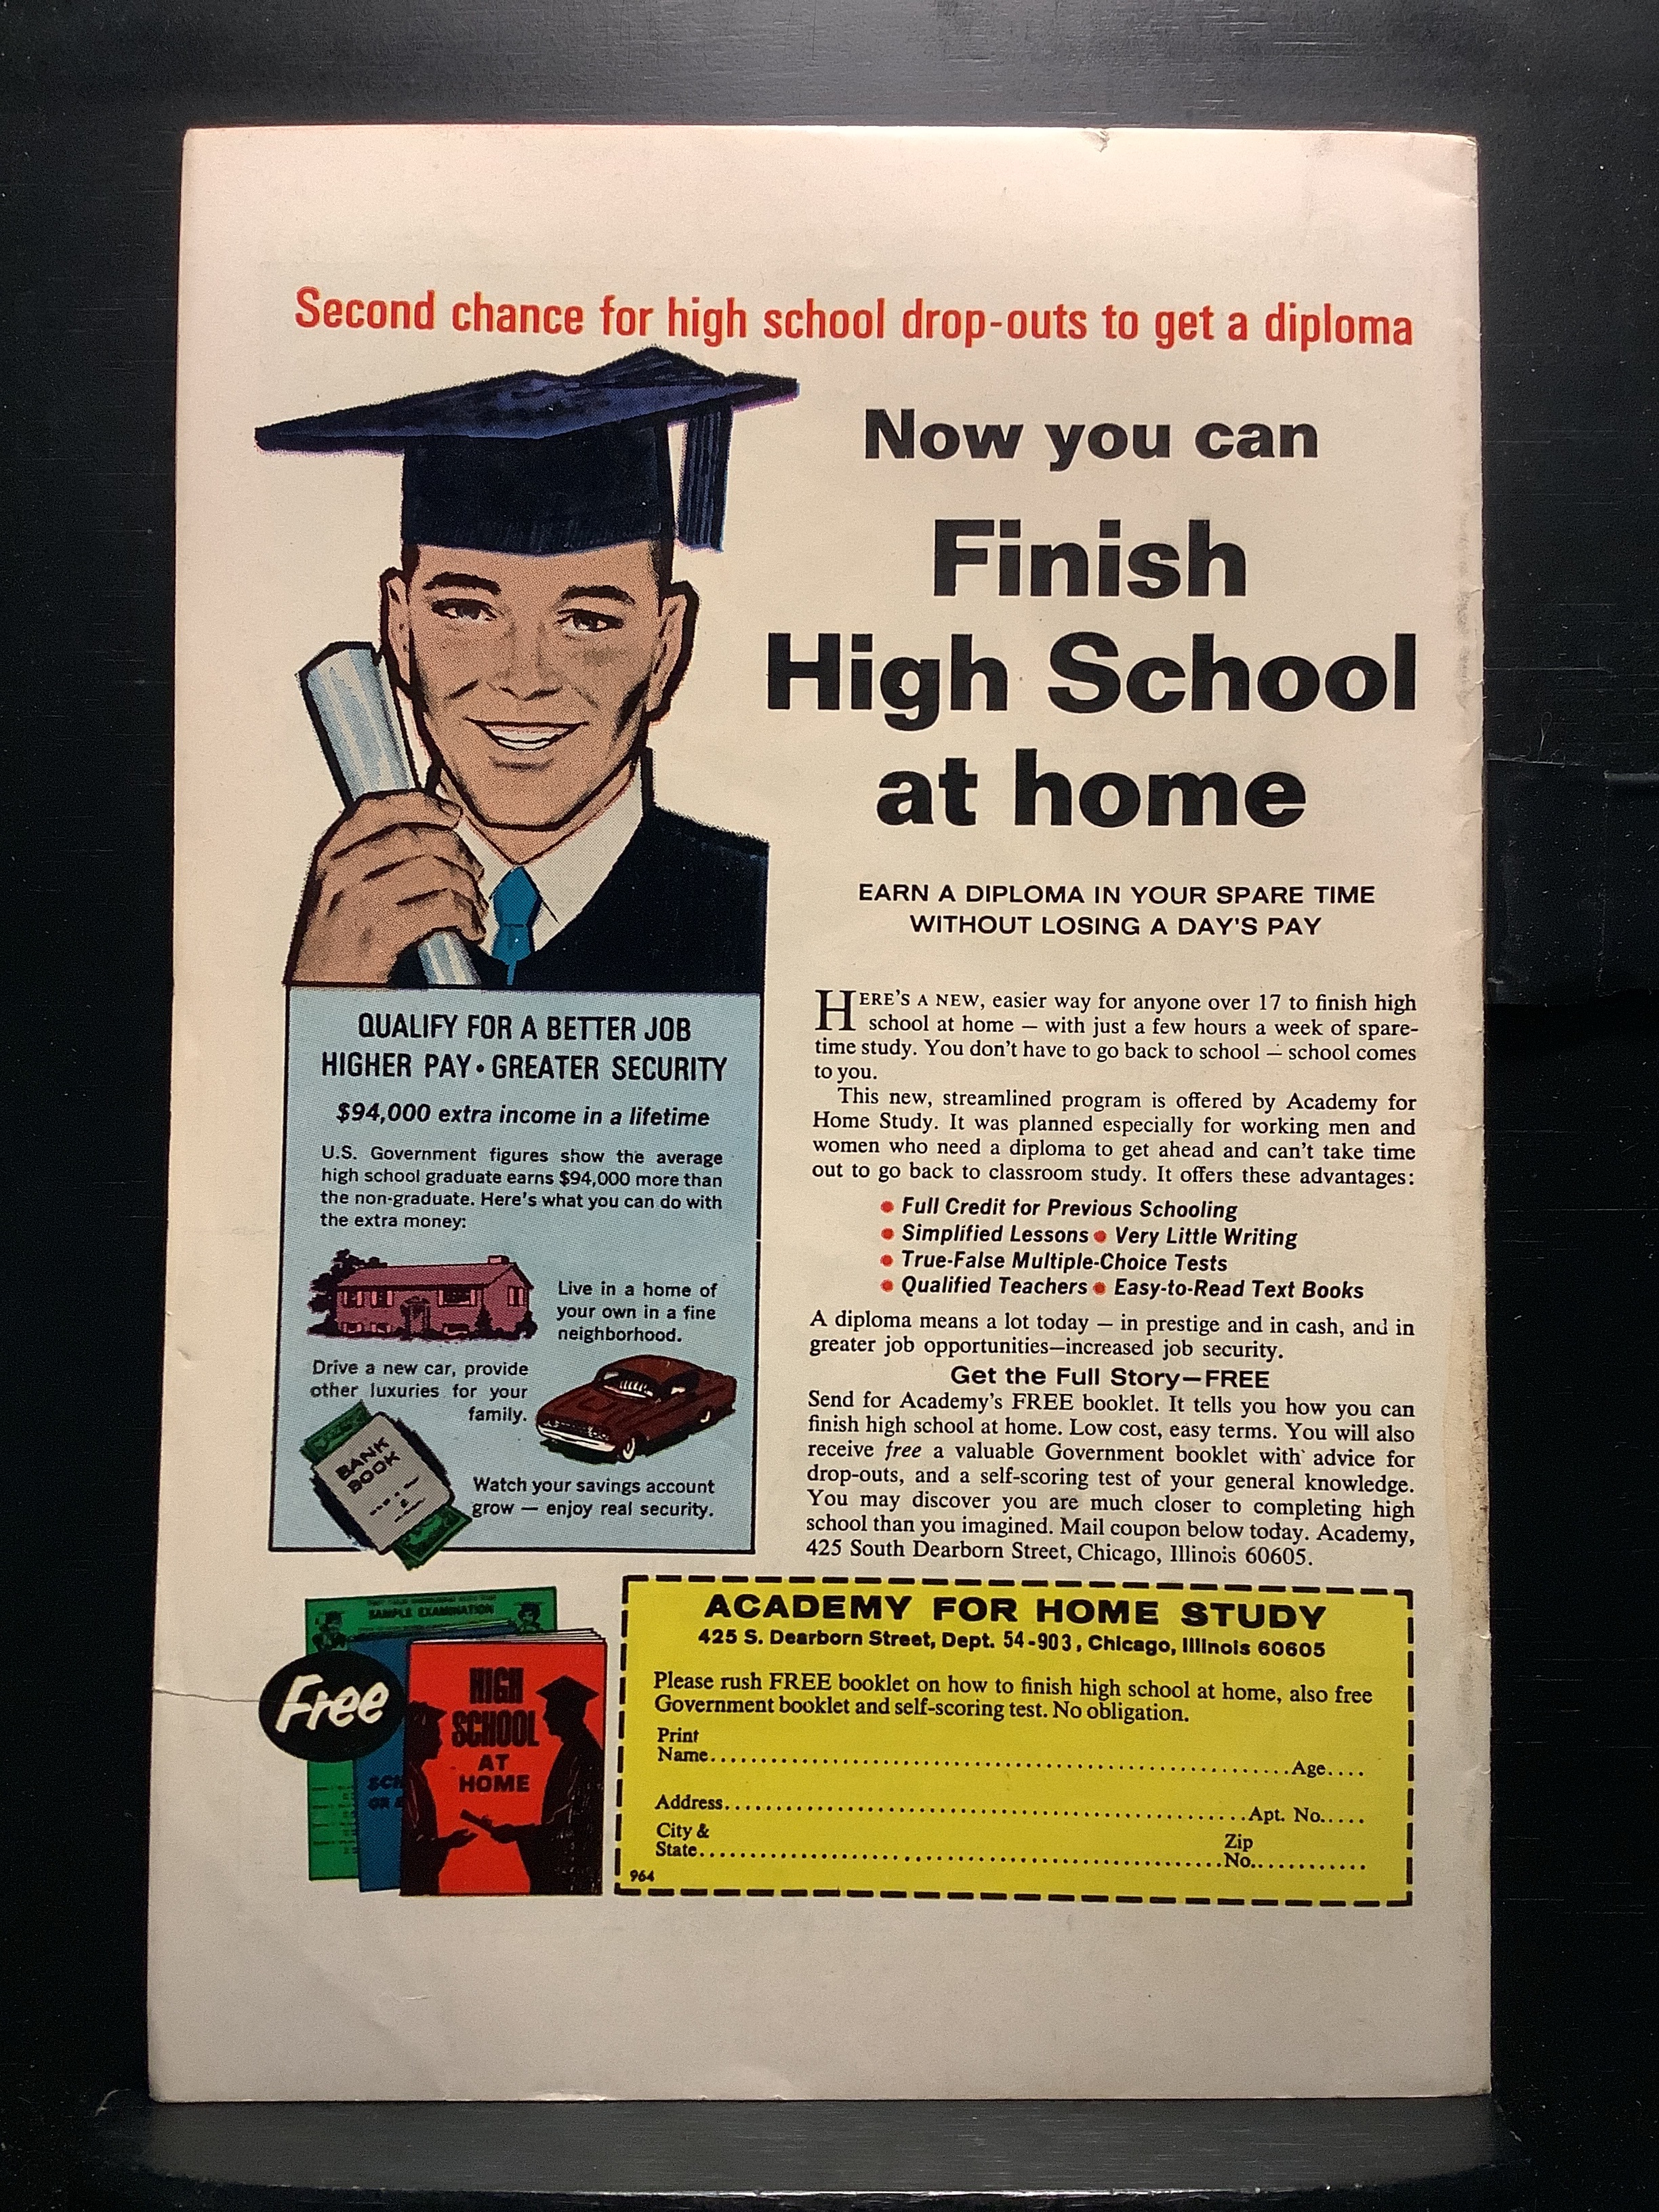 Second chance for high school drop-outs to get a diploma
Now you can
Finish
High School
at home
EARN A DIPLOMA IN YOUR SPARE TIME
WITHOUT LOSING A DAY'S PAY
QUALIFY FOR A BETTER JOB
HIGHER PAY • GREATER SECURITY
$94,000 extra income in a lifetime
U.S. Government figures show the average
high school graduate earns $94,000 more than
the non-graduate. Here's what you can do with
the extra money:
Live in a home of
your own in a fine
neighborhood.
Drive a new car, provide
other luxuries for your
family.
BANK
BOOK
Watch your savings account
grow — enjoy real security.
HERE'S A NEW, easier way for anyone over 17 to finish high
school at home — with just a few hours a week of spare-
time study. You don't have to go back to school — school comes
to you.
This new, streamlined program is offered by Academy for
Home Study. It was planned especially for working men and
women who need a diploma to get ahead and can't take time
out to go back to classroom study. It offers these advantages:
• Full Credit for Previous Schooling
• Simplified Lessons • Very Little Writing
• True-False Multiple-Choice Tests
• Qualified Teachers • Easy-to-Read Text Books
A diploma means a lot today — in prestige and in cash, and in
greater job opportunities—increased job security.
Get the Full Story—FREE
Send for Academy's FREE booklet. It tells you how you can
finish high school at home. Low cost, easy terms. You will also
receive free a valuable Government booklet with advice for
drop-outs, and a self-scoring test of your general knowledge.
You may discover you are much closer to completing high
school than you imagined. Mail coupon below today. Academy,
425 South Dearborn Street, Chicago, Illinois 60605.
SAMPLE EXAMINATION
Free
HIGH
SCHOOL
AT
HOME
ACADEMY FOR HOME STUDY
425 S. Dearborn Street, Dept. 54-903, Chicago, Illinois 60605
Please rush FREE booklet on how to finish high school at home, also free
Government booklet and self-scoring test. No obligation.
Print
Name....................Age....
Address....................Apt. No.....
City & Zip
State....................No............
964